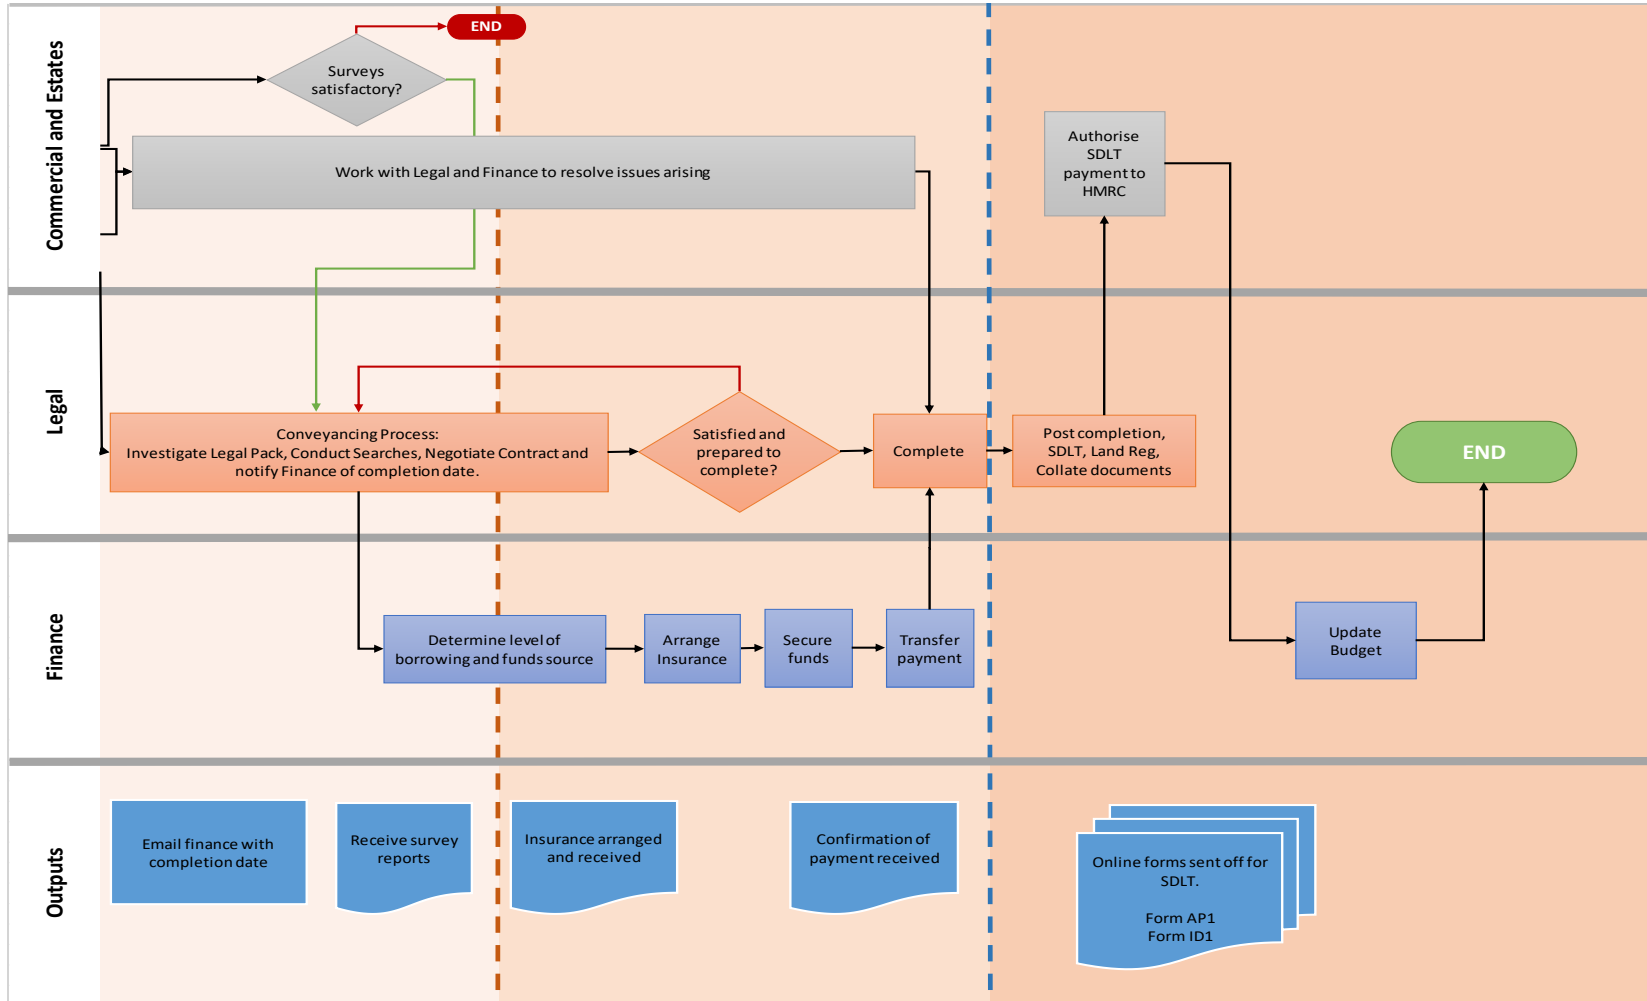 Commercial and Estates
END
Surveys
satisfactory?
Work with Legal and Finance to resolve issues arising
Authorise
SDLT
payment to
HMRC
Legal
Conveyancing Process:
Investigate Legal Pack, Conduct Searches, Negotiate Contract and
notify Finance of completion date.
Satisfied and
prepared to
complete?
Complete
Post completion,
SDLT, Land Reg,
Collate documents
END
Finance
Determine level of
borrowing and funds source
Arrange
Insurance
Secure
funds
Transfer
payment
Update
Budget
Outputs
Email finance with
completion date
Receive survey
reports
Insurance arranged
and received
Confirmation of
payment received
Online forms sent off for
SDLT.
Form AP1
Form ID1